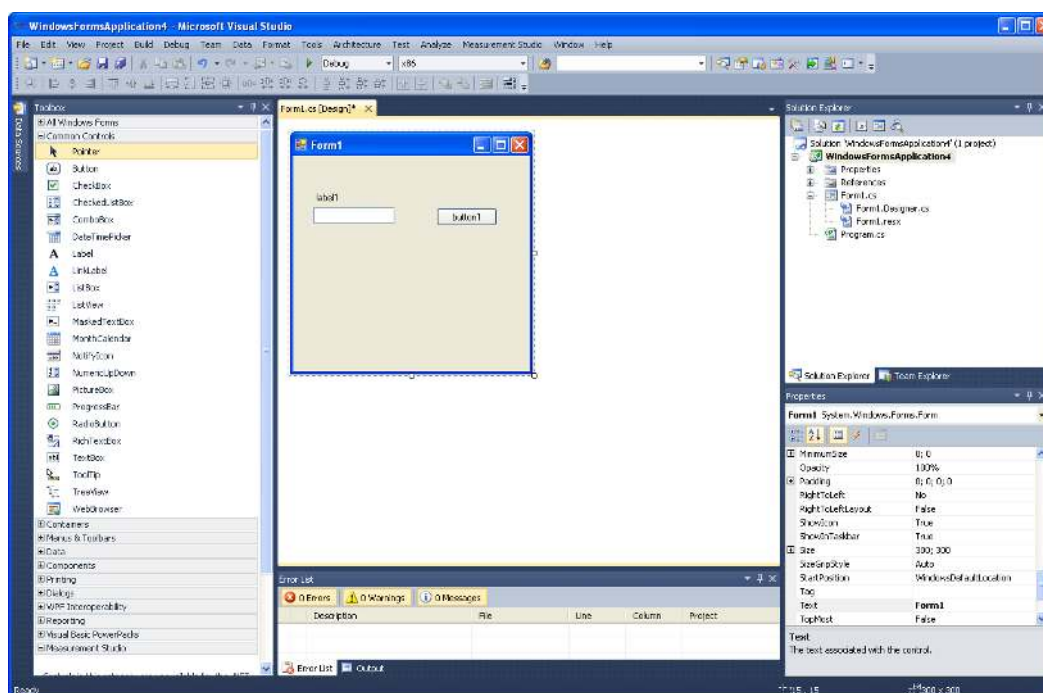 WindowsFormsApplication4 - Microsoft Visual Studio
File Edit View Project Build Debug Team Data Format Tools Architecture Test Analyze Measurement Studio Window Help
Debug x86
Data Sources
Toolbox
All Windows Forms
Common Controls
Pointer
Button
CheckBox
CheckedListBox
ComboBox
DateTimePicker
Label
LinkLabel
ListBox
ListView
MaskedTextBox
MonthCalendar
NotifyIcon
NumericUpDown
PictureBox
ProgressBar
RadioButton
RichTextBox
TextBox
ToolTip
TreeView
WebBrowser
Containers
Menus & Toolbars
Data
Components
Printing
Dialogs
WPF Interoperability
Reporting
Visual Basic PowerPacks
Measurement Studio
Form1.cs [Design]*
Form1
label1
button1
Error List
0 Errors 0 Warnings 0 Messages
Description File Line Column Project
Error List Output
Solution Explorer
Solution 'WindowsFormsApplication4' (1 project)
WindowsFormsApplication4
Properties
References
Form1.cs
Form1.Designer.cs
Form1.resx
Program.cs
Solution Explorer Team Explorer
Properties
Form1 System.Windows.Forms.Form
MinimumSize 0; 0
Opacity 100%
Padding 0; 0; 0; 0
RightToLeft No
RightToLeftLayout False
ShowIcon True
ShowInTaskbar True
Size 300; 300
SizeGripStyle Auto
StartPosition WindowsDefaultLocation
Tag
Text Form1
TopMost False
Text
The text associated with the control.
Ready 15, 15 300 x 300